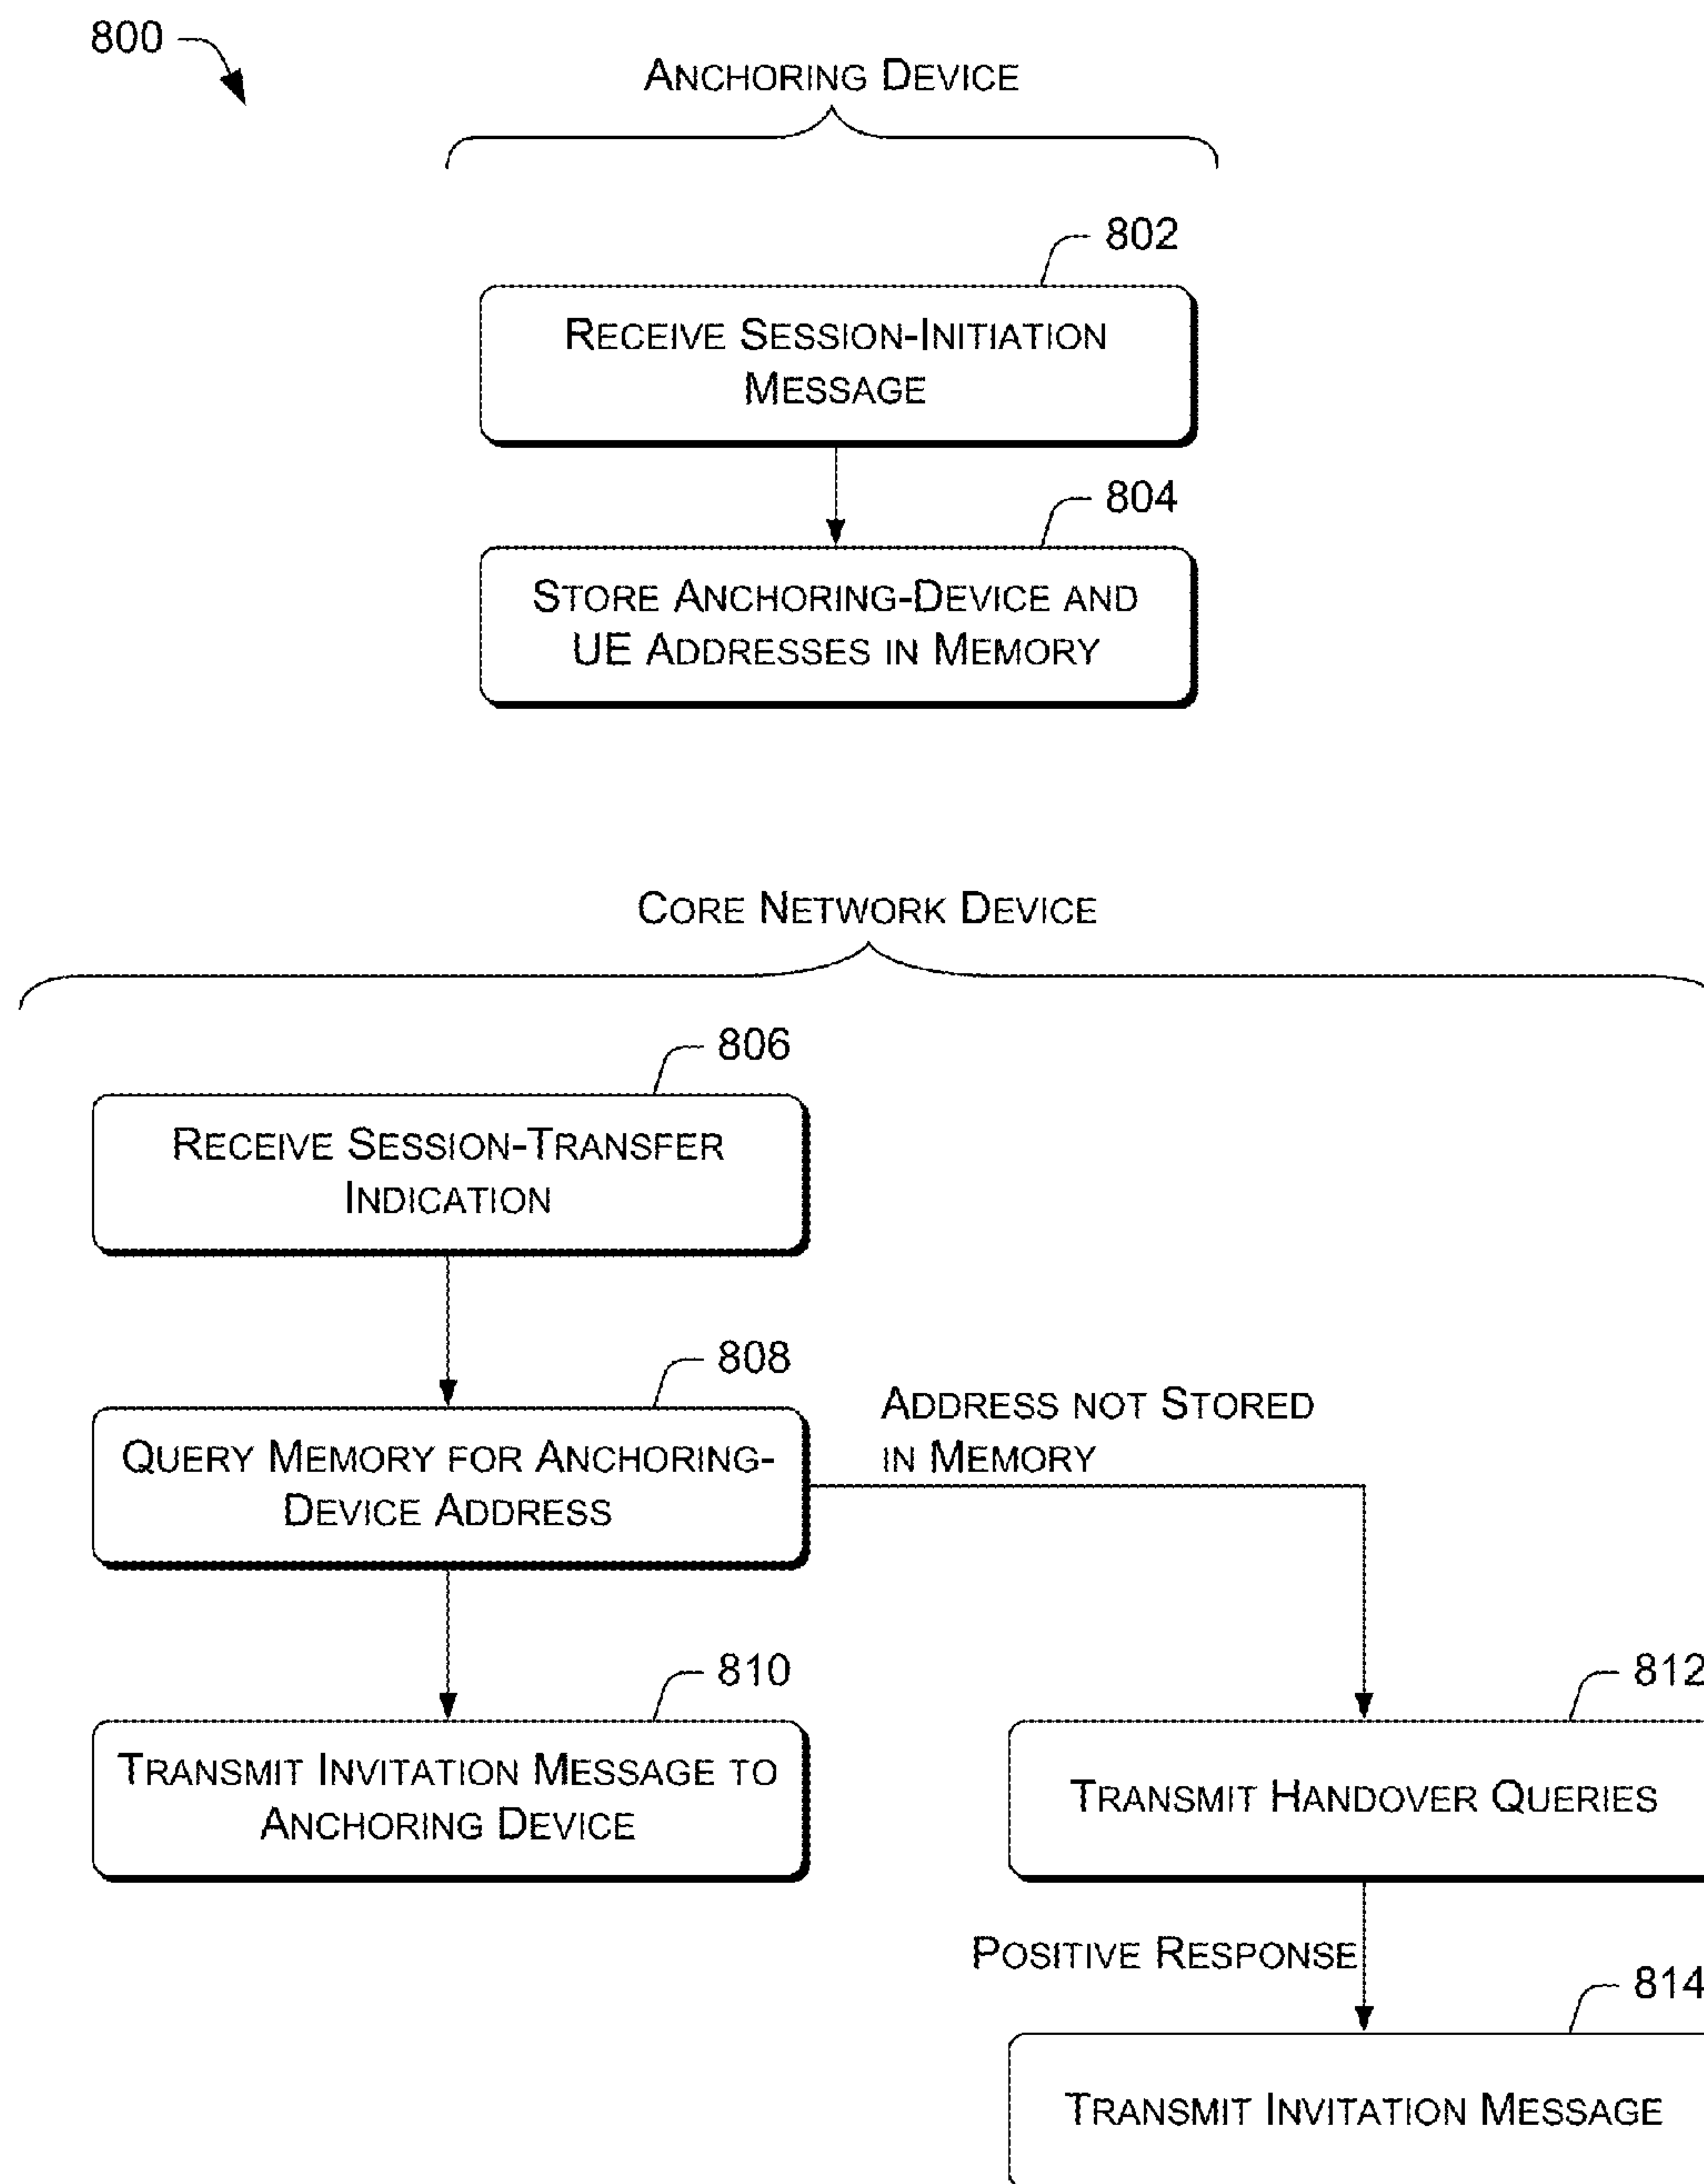 800
ANCHORING DEVICE
802
RECEIVE SESSION-INITIATION
MESSAGE
804
STORE ANCHORING-DEVICE AND
UE ADDRESSES IN MEMORY
CORE NETWORK DEVICE
806
RECEIVE SESSION-TRANSFER
INDICATION
808
QUERY MEMORY FOR ANCHORING-
DEVICE ADDRESS
ADDRESS NOT STORED
IN MEMORY
810
TRANSMIT INVITATION MESSAGE TO
ANCHORING DEVICE
812
TRANSMIT HANDOVER QUERIES
POSITIVE RESPONSE
814
TRANSMIT INVITATION MESSAGE